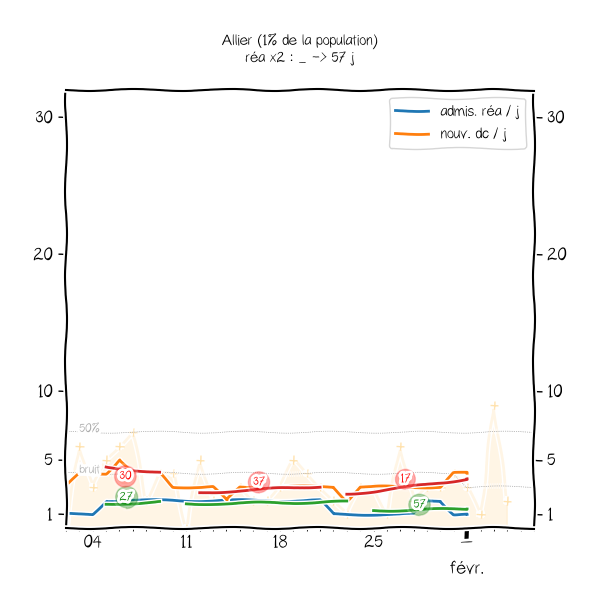 Allier (1% de la population)
réa x2 : _ -> 57 j
admis. réa / j
nouv. dc / j
30 30
20 20
10 10
5 5
1 1
50%
bruit
30 37 17
27 57
04 11 18 25 1
févr.